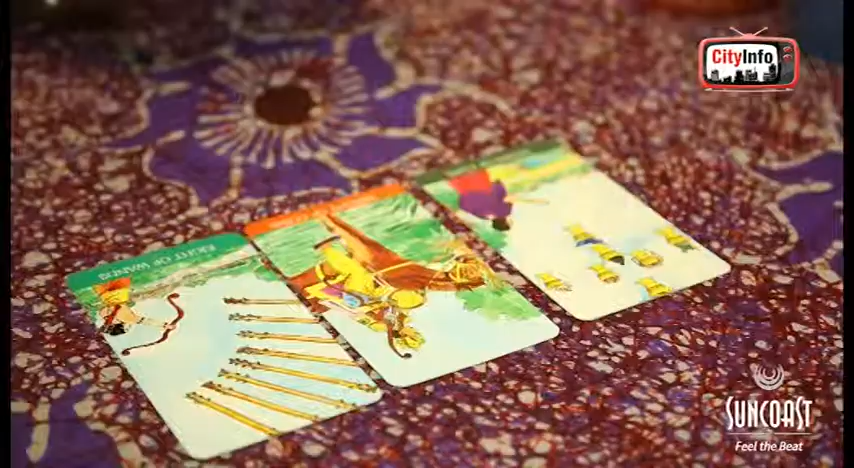 CityInfo
EIGHT OF WANDS
SUNCOAST
Feel the Beat